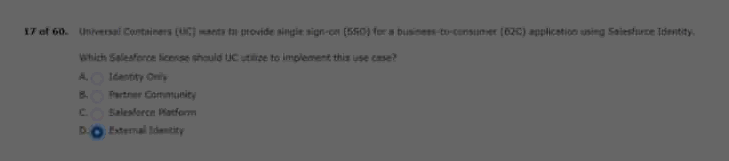 17 of 60. Universal Containers (UC) wants to provide single sign-on (SSO) for a business-to-consumer (B2C) application using Salesforce Identity.
Which Salesforce license should UC utilize to implement this use case?
A. Identity Only
B. Partner Community
C. Salesforce Platform
D. External Identity